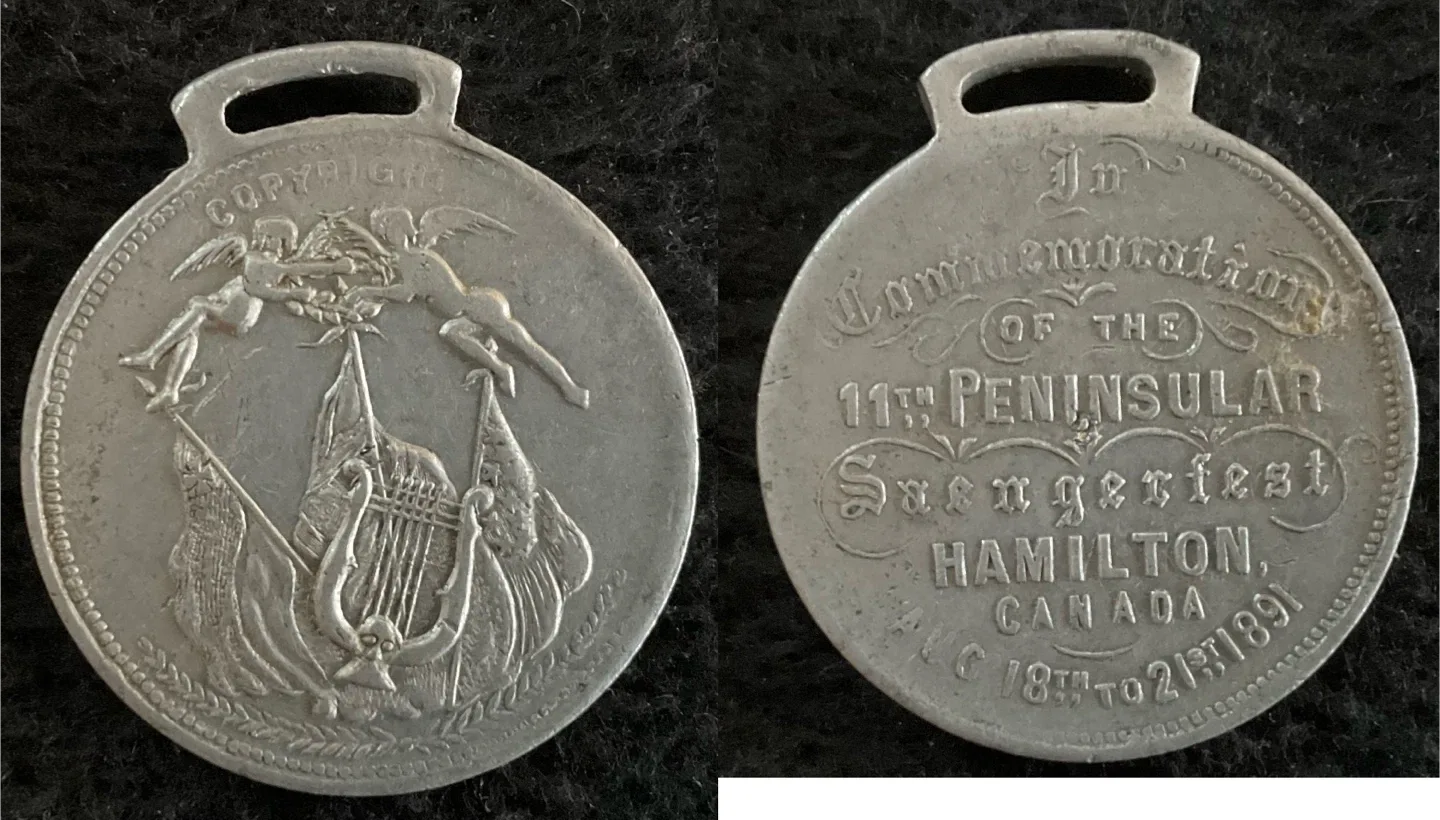 COPYRIGHT
In
Commemoration
OF THE
11TH PENINSULAR
Saengerfest
HAMILTON,
CANADA
AUG 18TH TO 21ST 1891